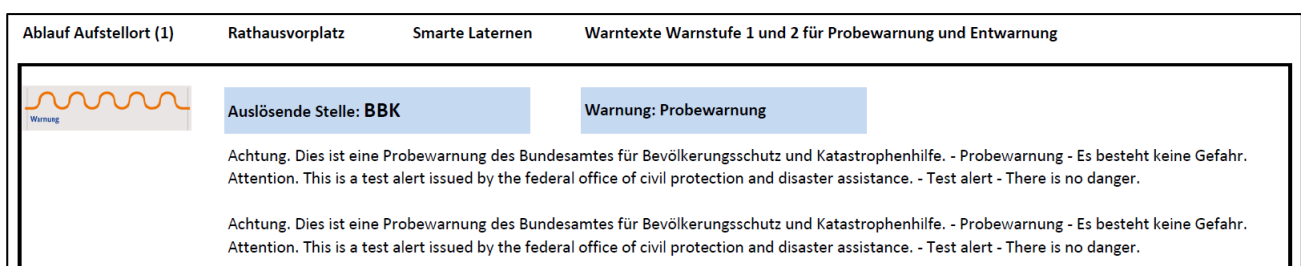 Ablauf Aufstellort (1) Rathausvorplatz Smarte Laternen Warntexte Warnstufe 1 und 2 für Probewarnung und Entwarnung
Warnung
Auslösende Stelle: BBK Warnung: Probewarnung
Achtung. Dies ist eine Probewarnung des Bundesamtes für Bevölkerungsschutz und Katastrophenhilfe. - Probewarnung - Es besteht keine Gefahr.
Attention. This is a test alert issued by the federal office of civil protection and disaster assistance. - Test alert - There is no danger.
Achtung. Dies ist eine Probewarnung des Bundesamtes für Bevölkerungsschutz und Katastrophenhilfe. - Probewarnung - Es besteht keine Gefahr.
Attention. This is a test alert issued by the federal office of civil protection and disaster assistance. - Test alert - There is no danger.